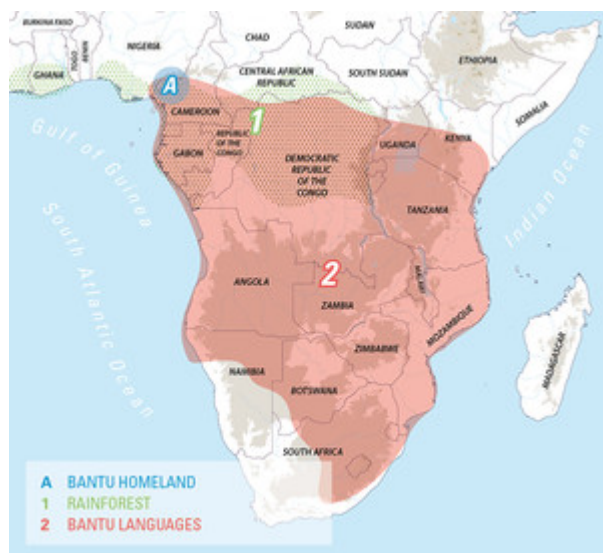 BURKINA FASO
GHANA
TOGO
BENIN
NIGERIA
CHAD
SUDAN
ETHIOPIA
CENTRAL AFRICAN
REPUBLIC
SOUTH SUDAN
SOMALIA
A
CAMEROON
1
REPUBLIC
OF THE
CONGO
GABON
DEMOCRATIC
REPUBLIC
OF THE
CONGO
UGANDA
KENYA
Gulf of Guinea
South Atlantic Ocean
Indian Ocean
TANZANIA
2
ANGOLA
ZAMBIA
MALAWI
MOZAMBIQUE
ZIMBABWE
NAMIBIA
BOTSWANA
MADAGASCAR
SOUTH AFRICA
A BANTU HOMELAND
1 RAINFOREST
2 BANTU LANGUAGES